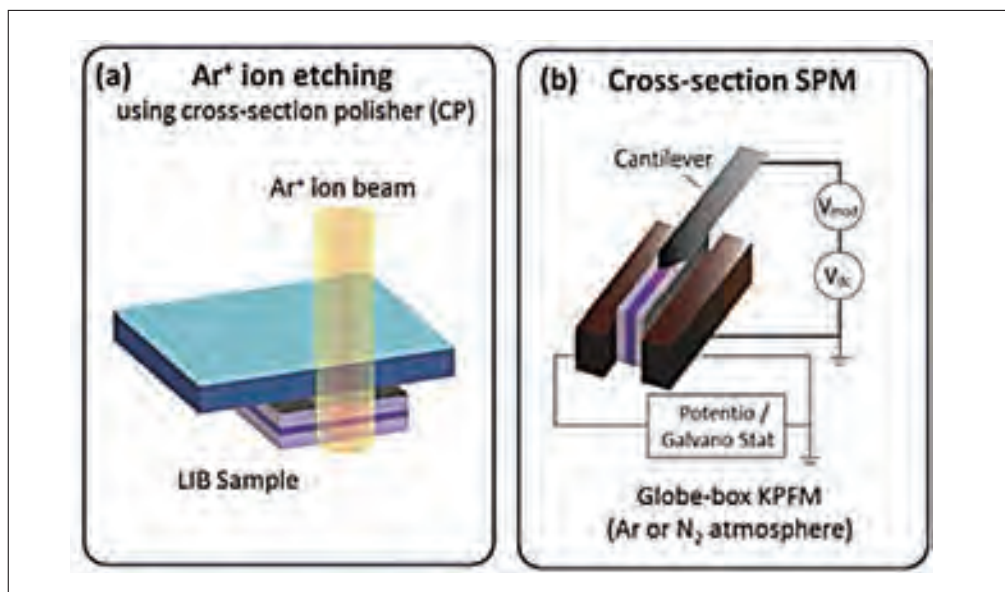 (a) Ar⁺ ion etching
using cross-section polisher (CP)
Ar⁺ ion beam
LIB Sample
(b) Cross-section SPM
Cantilever
Vmod
Vdc
Potentio /
Galvano Stat
Globe-box KPFM
(Ar or N₂ atmosphere)